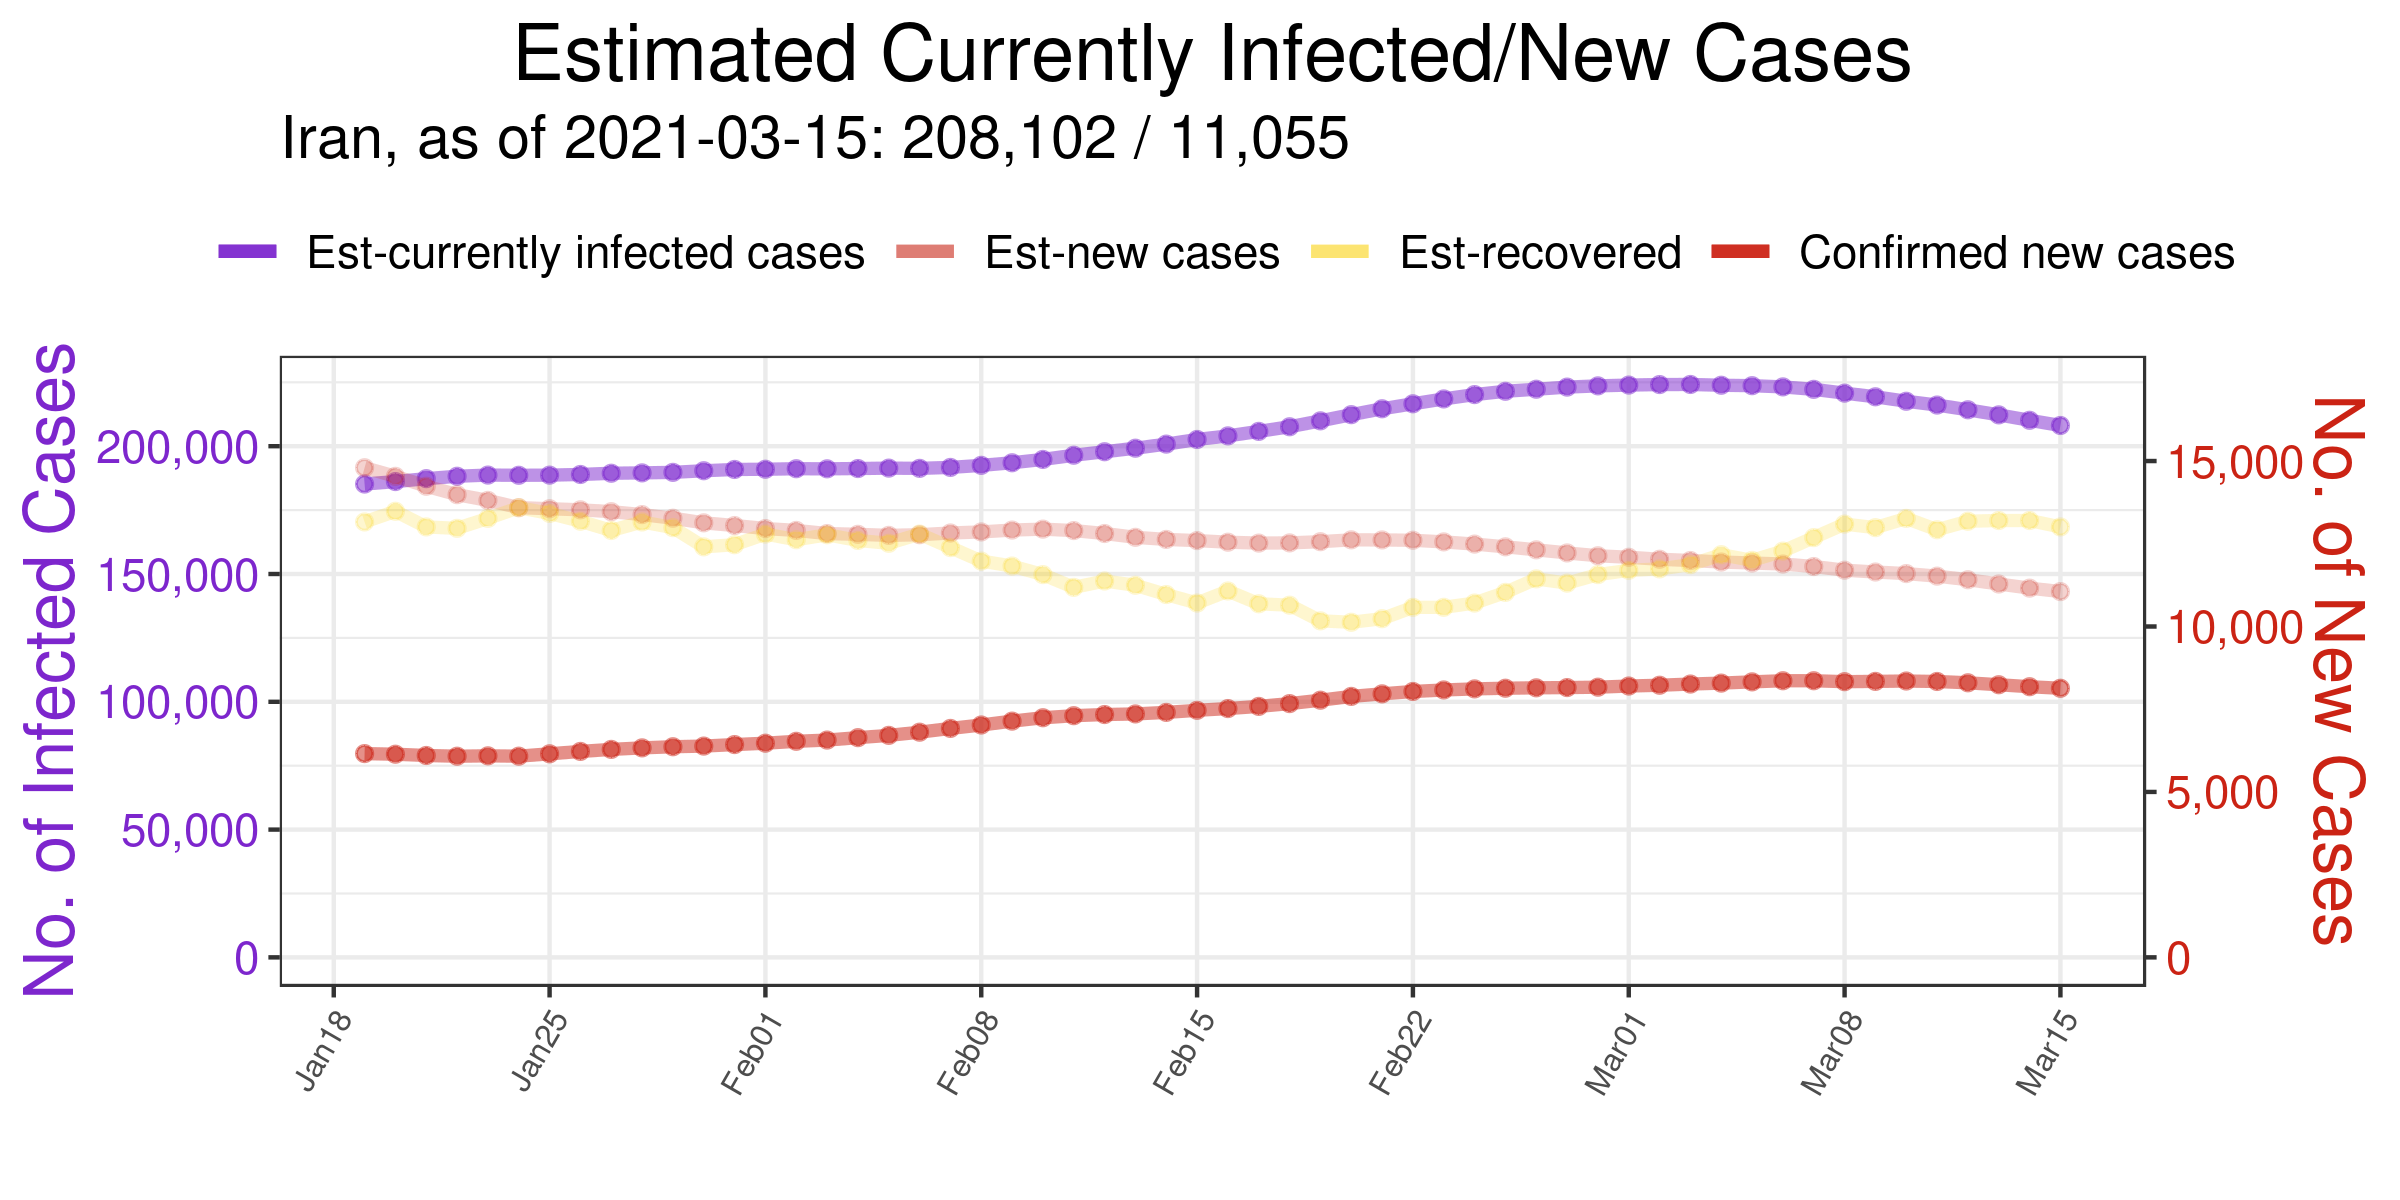 Estimated Currently Infected/New Cases
Iran, as of 2021-03-15: 208,102 / 11,055
Est-currently infected cases Est-new cases Est-recovered Confirmed new cases
No. of Infected Cases
200,000
150,000
100,000
50,000
0
15,000
10,000
5,000
0
No. of New Cases
Jan18 Jan25 Feb01 Feb08 Feb15 Feb22 Mar01 Mar08 Mar15